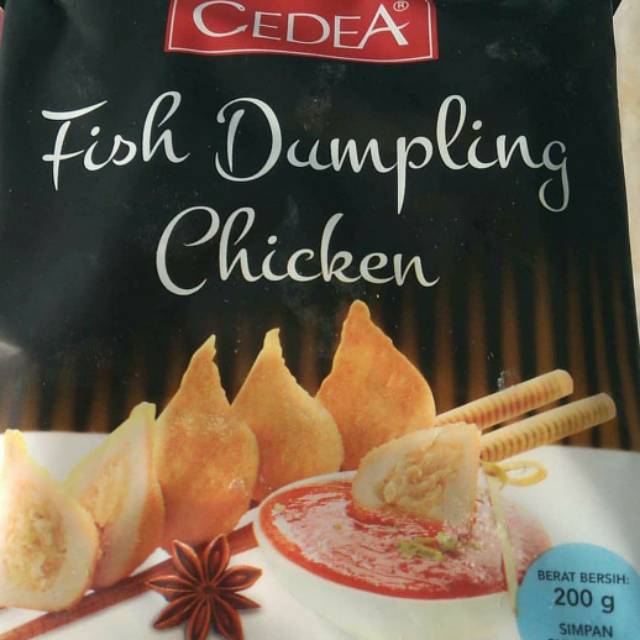 CEDEA®
Fish Dumpling
Chicken
BERAT BERSIH:
200 g
SIMPAN